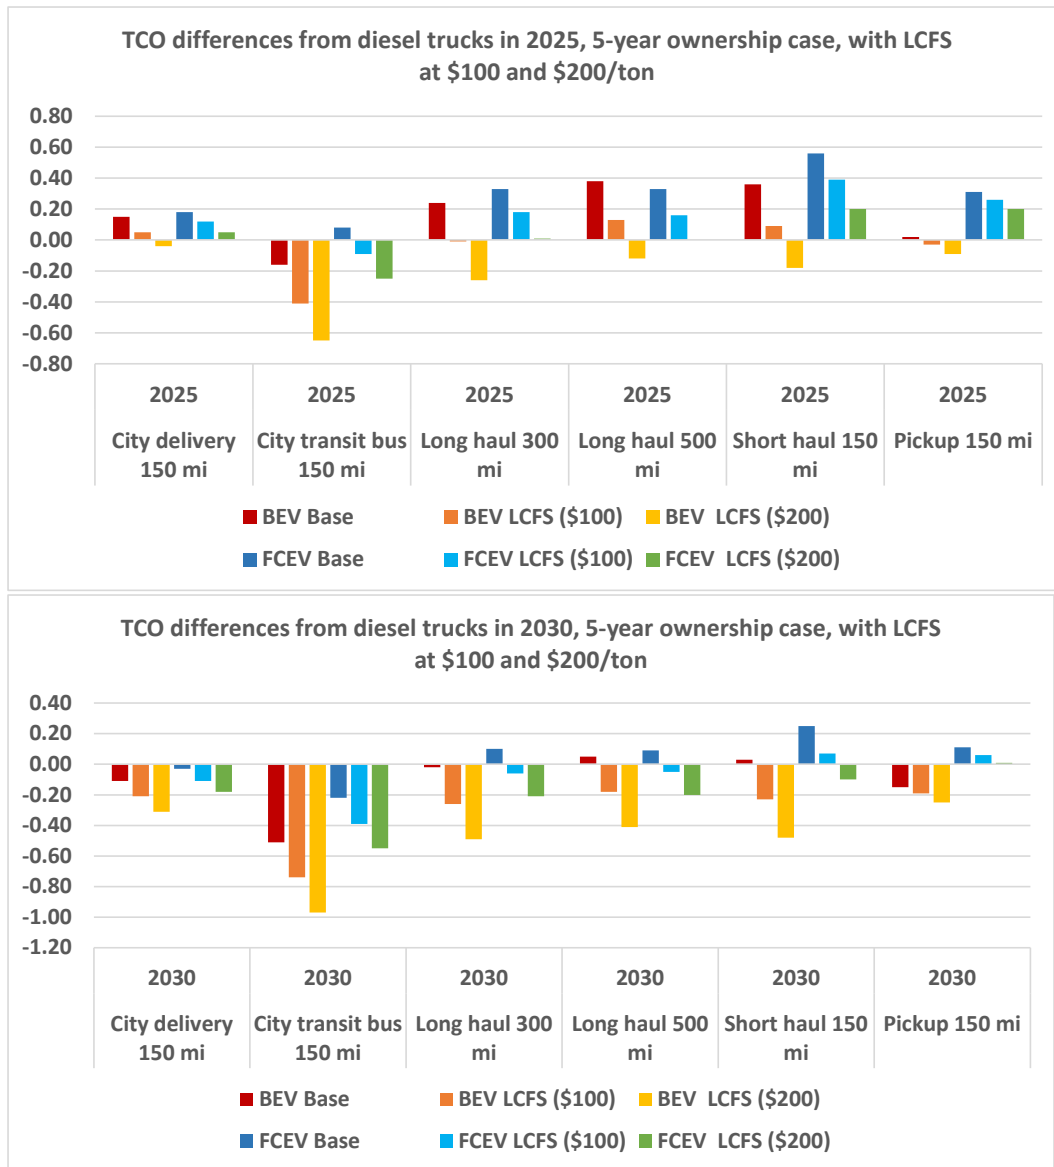 TCO differences from diesel trucks in 2025, 5-year ownership case, with LCFS
at $100 and $200/ton
0.80
0.60
0.40
0.20
0.00
-0.20
-0.40
-0.60
-0.80
2025 2025 2025 2025 2025 2025
City delivery City transit bus Long haul 300 Long haul 500 Short haul 150 Pickup 150 mi
150 mi 150 mi mi mi mi
BEV Base BEV LCFS ($100) BEV LCFS ($200)
FCEV Base FCEV LCFS ($100) FCEV LCFS ($200)
TCO differences from diesel trucks in 2030, 5-year ownership case, with LCFS
at $100 and $200/ton
0.40
0.20
0.00
-0.20
-0.40
-0.60
-0.80
-1.00
-1.20
2030 2030 2030 2030 2030 2030
City delivery City transit bus Long haul 300 Long haul 500 Short haul 150 Pickup 150 mi
150 mi 150 mi mi mi mi
BEV Base BEV LCFS ($100) BEV LCFS ($200)
FCEV Base FCEV LCFS ($100) FCEV LCFS ($200)